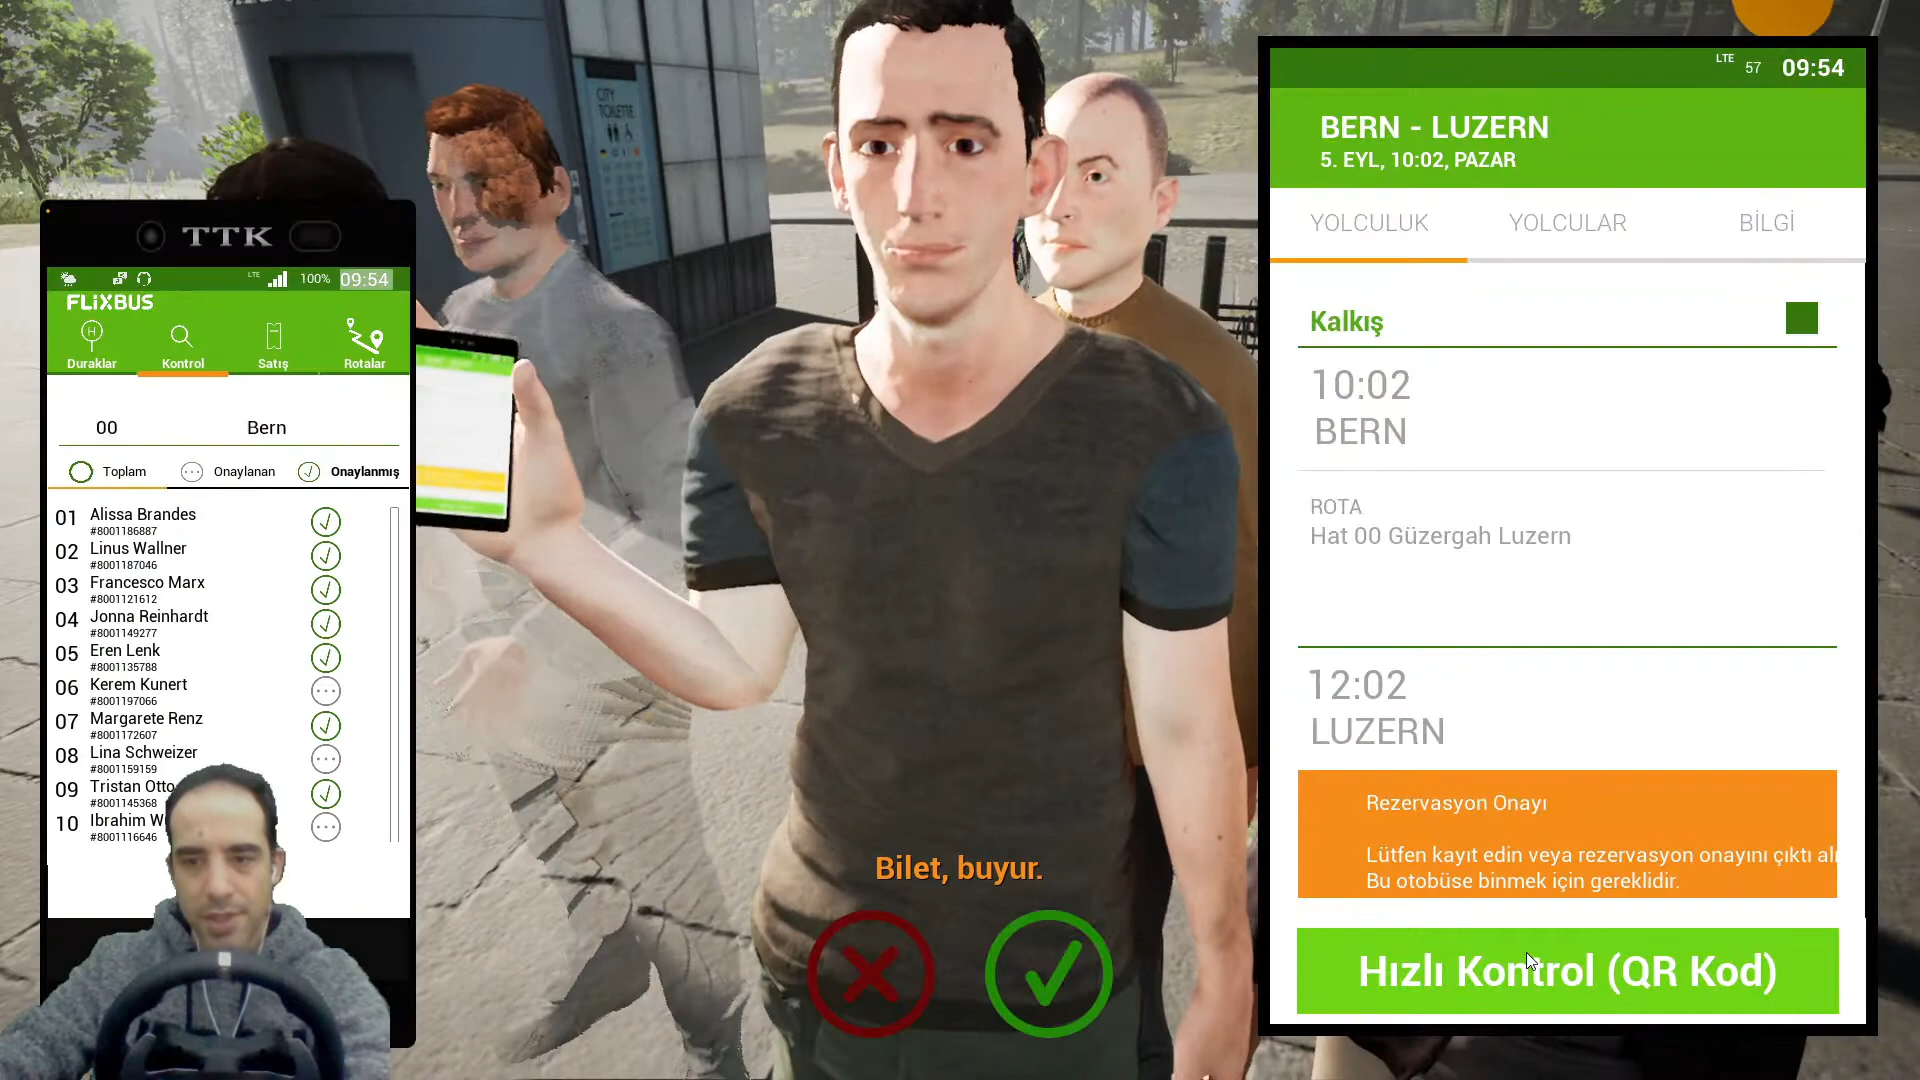 CITY
TOILETTE
TTK
LTE
100%
09:54
FLiXBUS
Duraklar
Kontrol
Satış
Rotalar
00
Bern
Toplam
Onaylanan
Onaylanmış
01 Alissa Brandes
#8001186887
02 Linus Wallner
#8001187046
03 Francesco Marx
#8001121612
04 Jonna Reinhardt
#8001149277
05 Eren Lenk
#8001135788
06 Kerem Kunert
#8001197066
07 Margarete Renz
#8001172607
08 Lina Schweizer
#8001159159
09 Tristan Otto
#8001145368
10 Ibrahim
#8001116646
Bilet, buyur.
LTE 57 09:54
BERN - LUZERN
5. EYL, 10:02, PAZAR
YOLCULUK YOLCULAR BİLGİ
Kalkış
10:02
BERN
ROTA
Hat 00 Güzergah Luzern
12:02
LUZERN
Rezervasyon Onayı
Lütfen kayıt edin veya rezervasyon onayını çıktı
Bu otobüse binmek için gereklidir.
Hızlı Kontrol (QR Kod)